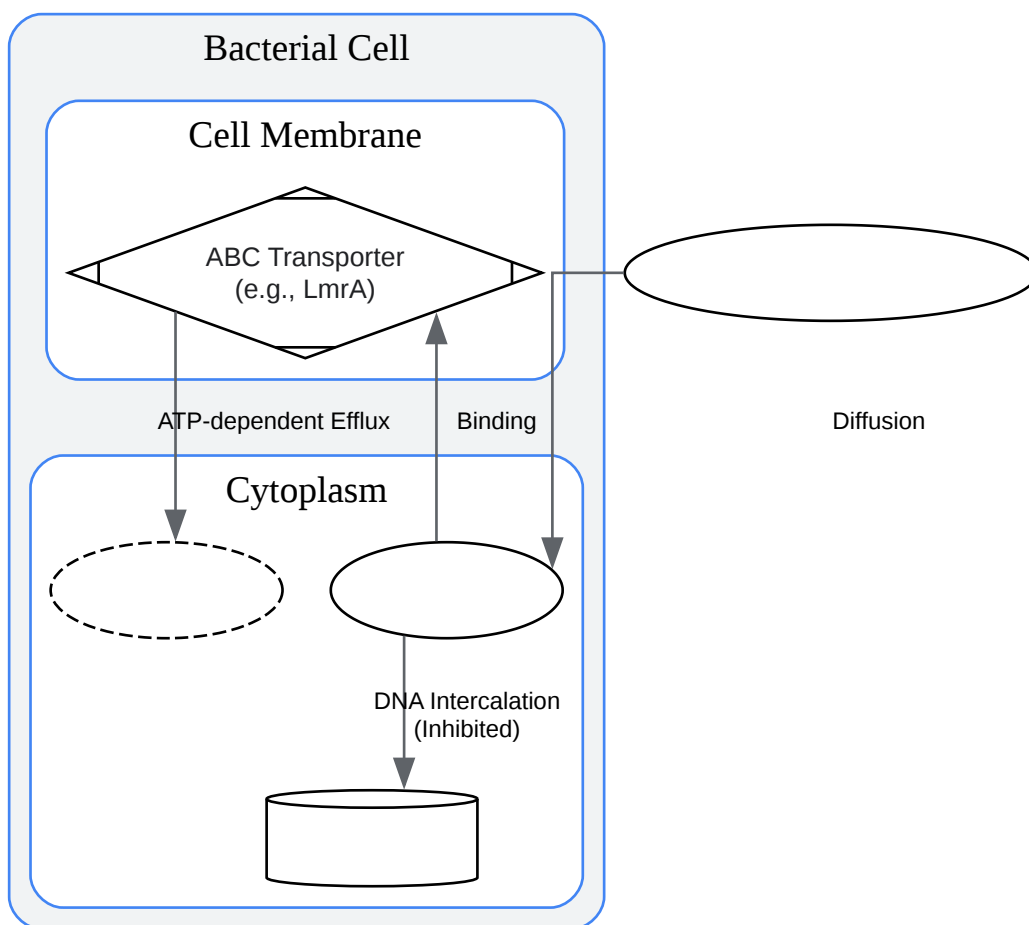 Bacterial Cell
Cell Membrane
ABC Transporter
(e.g., LmrA)
ATP-dependent Efflux
Binding
Diffusion
Cytoplasm
DNA Intercalation
(Inhibited)